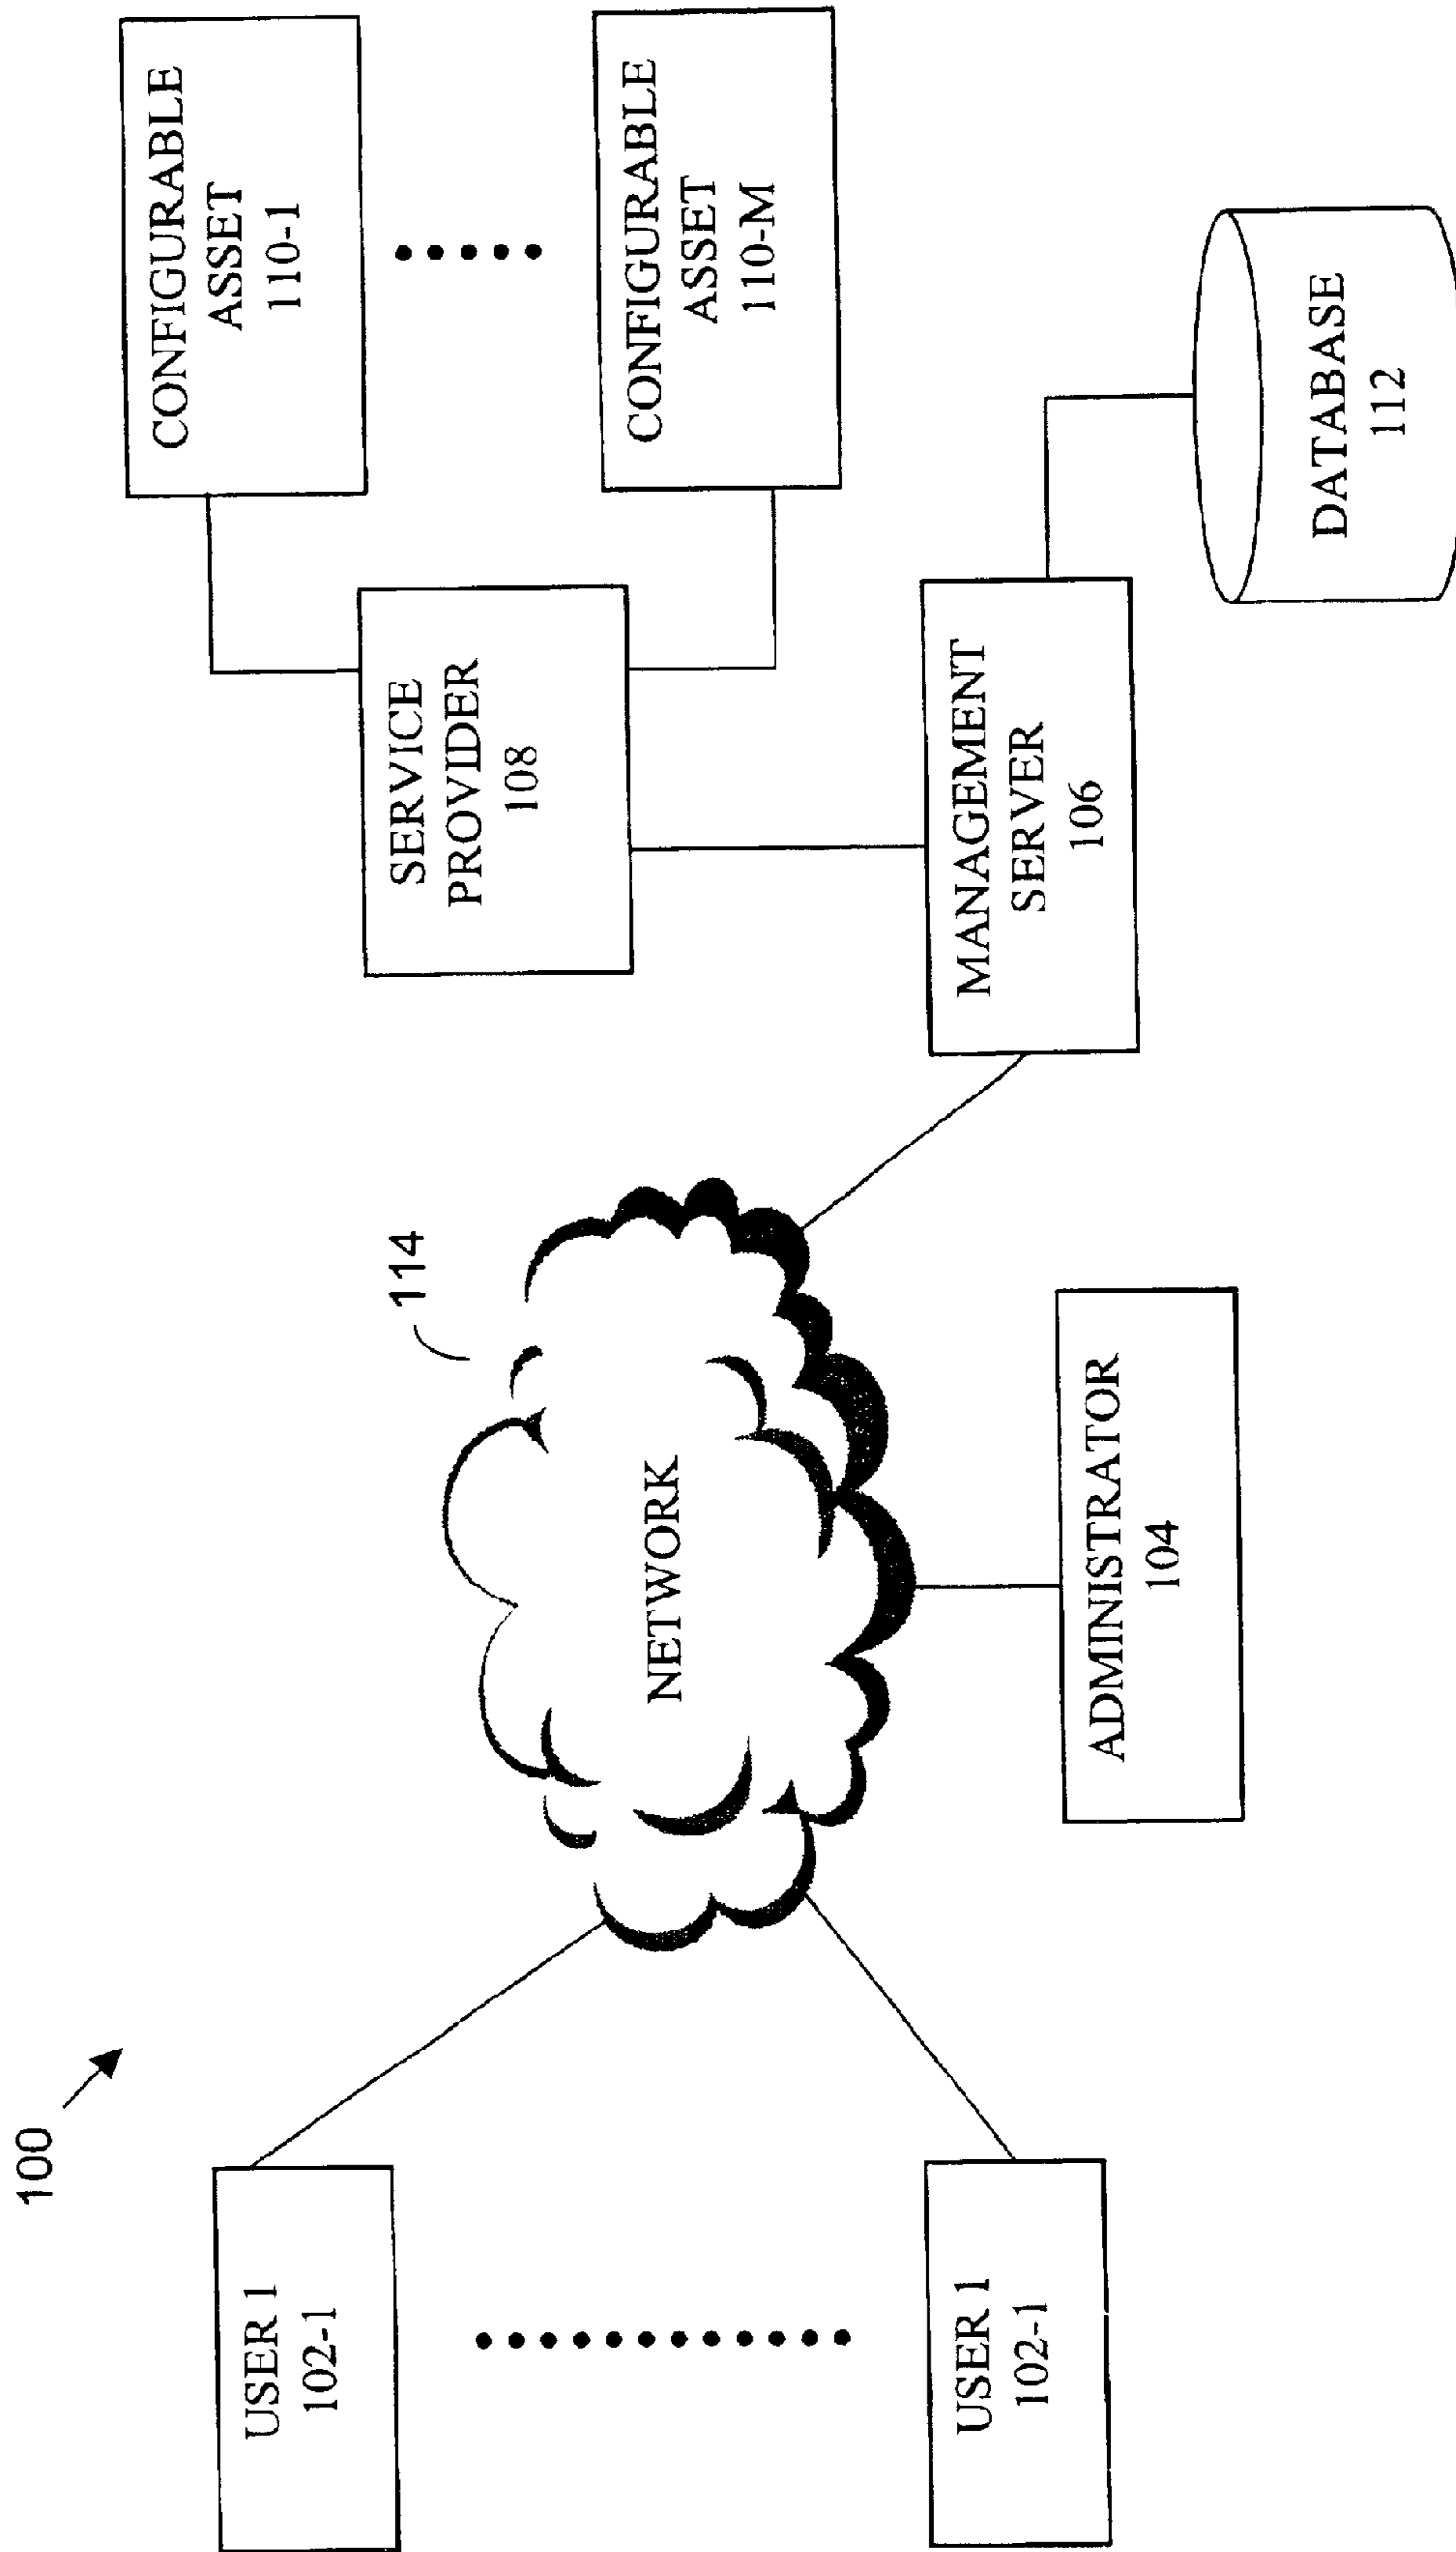 100
USER 1
102-1
USER 1
102-1
114
NETWORK
ADMINISTRATOR
104
SERVICE
PROVIDER
108
MANAGEMENT
SERVER
106
CONFIGURABLE
ASSET
110-1
CONFIGURABLE
ASSET
110-M
DATABASE
112